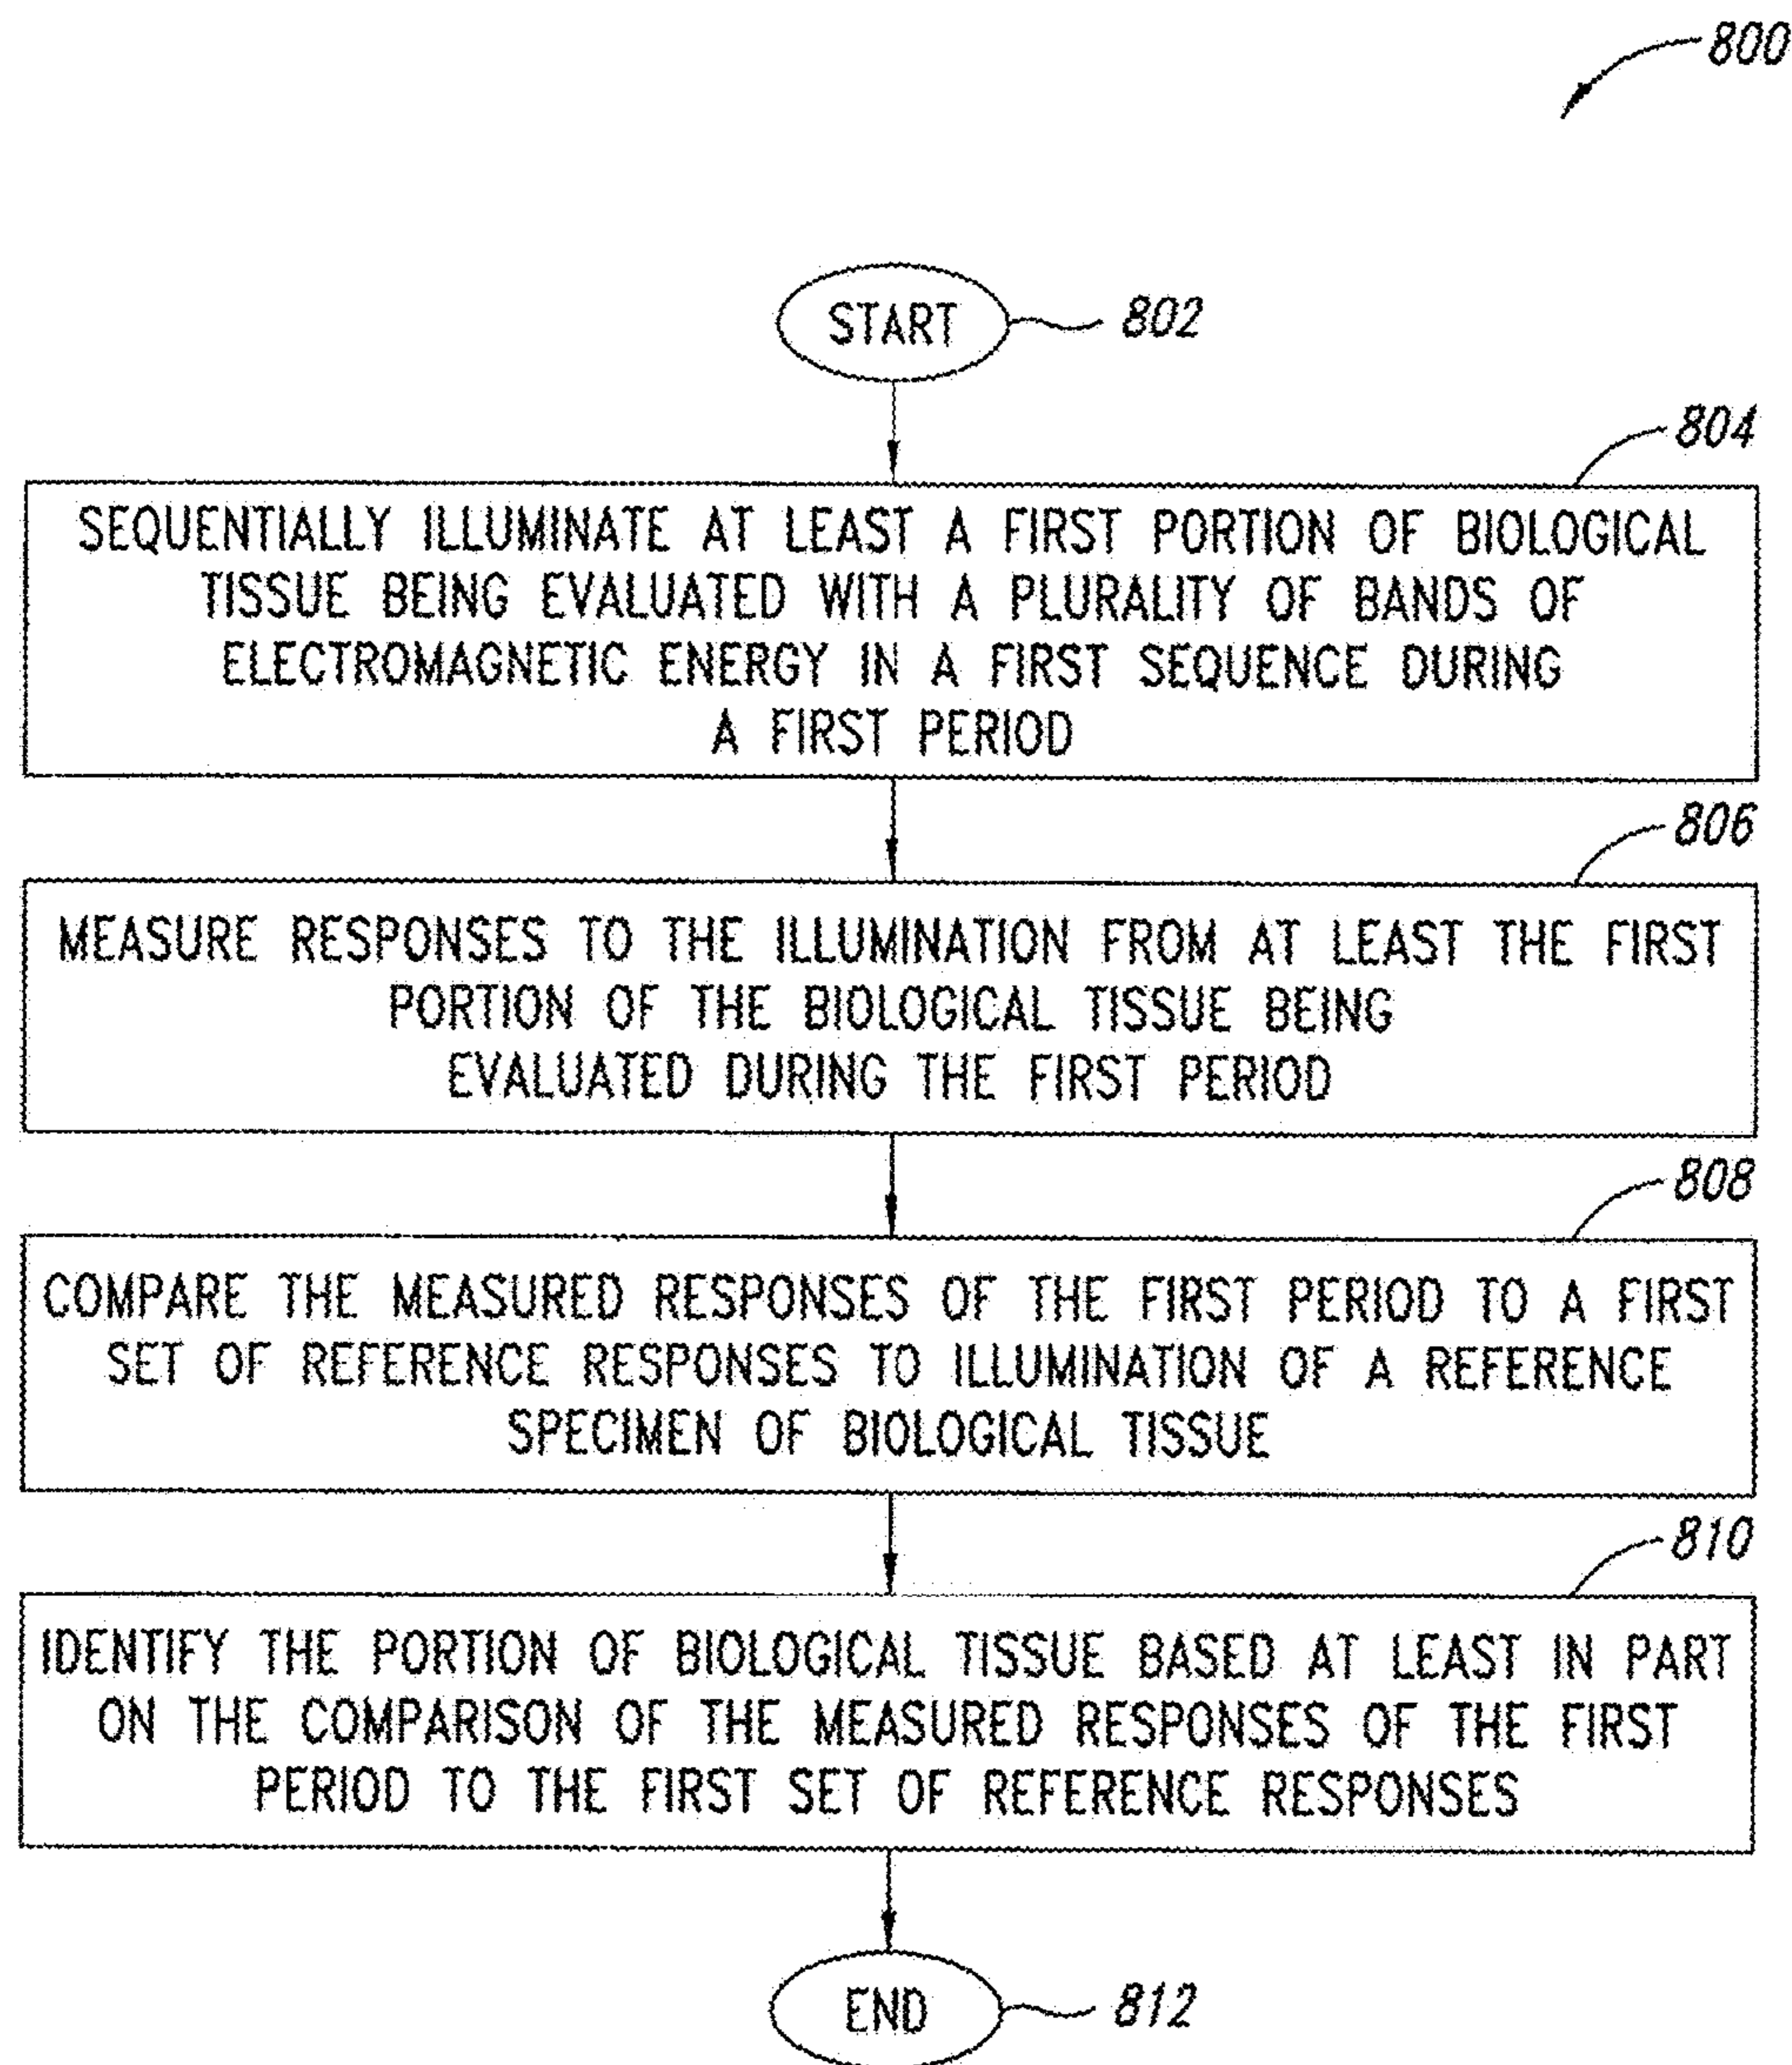 800
START
802
804
SEQUENTIALLY ILLUMINATE AT LEAST A FIRST PORTION OF BIOLOGICAL
TISSUE BEING EVALUATED WITH A PLURALITY OF BANDS OF
ELECTROMAGNETIC ENERGY IN A FIRST SEQUENCE DURING
A FIRST PERIOD
806
MEASURE RESPONSES TO THE ILLUMINATION FROM AT LEAST THE FIRST
PORTION OF THE BIOLOGICAL TISSUE BEING
EVALUATED DURING THE FIRST PERIOD
808
COMPARE THE MEASURED RESPONSES OF THE FIRST PERIOD TO A FIRST
SET OF REFERENCE RESPONSES TO ILLUMINATION OF A REFERENCE
SPECIMEN OF BIOLOGICAL TISSUE
810
IDENTIFY THE PORTION OF BIOLOGICAL TISSUE BASED AT LEAST IN PART
ON THE COMPARISON OF THE MEASURED RESPONSES OF THE FIRST
PERIOD TO THE FIRST SET OF REFERENCE RESPONSES
END
812